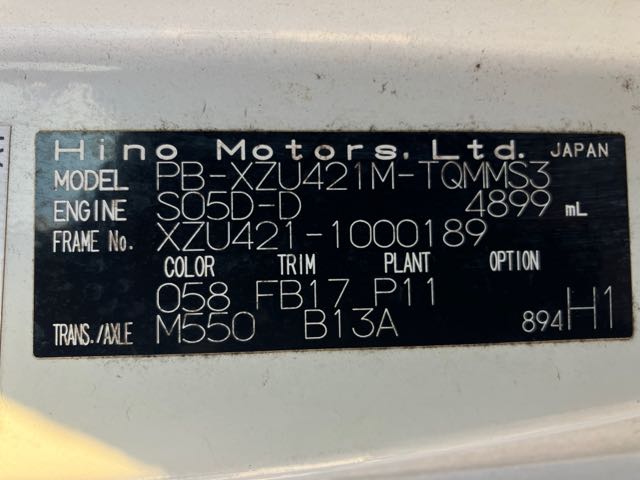 Hino Motors, Ltd. JAPAN
MODEL PB-XZU421M-TQMMS3
ENGINE S05D-D 4899 mL
FRAME No. XZU421-1000189
COLOR TRIM PLANT OPTION
058 FB17 P11
TRANS./AXLE M550 B13A 894 H1